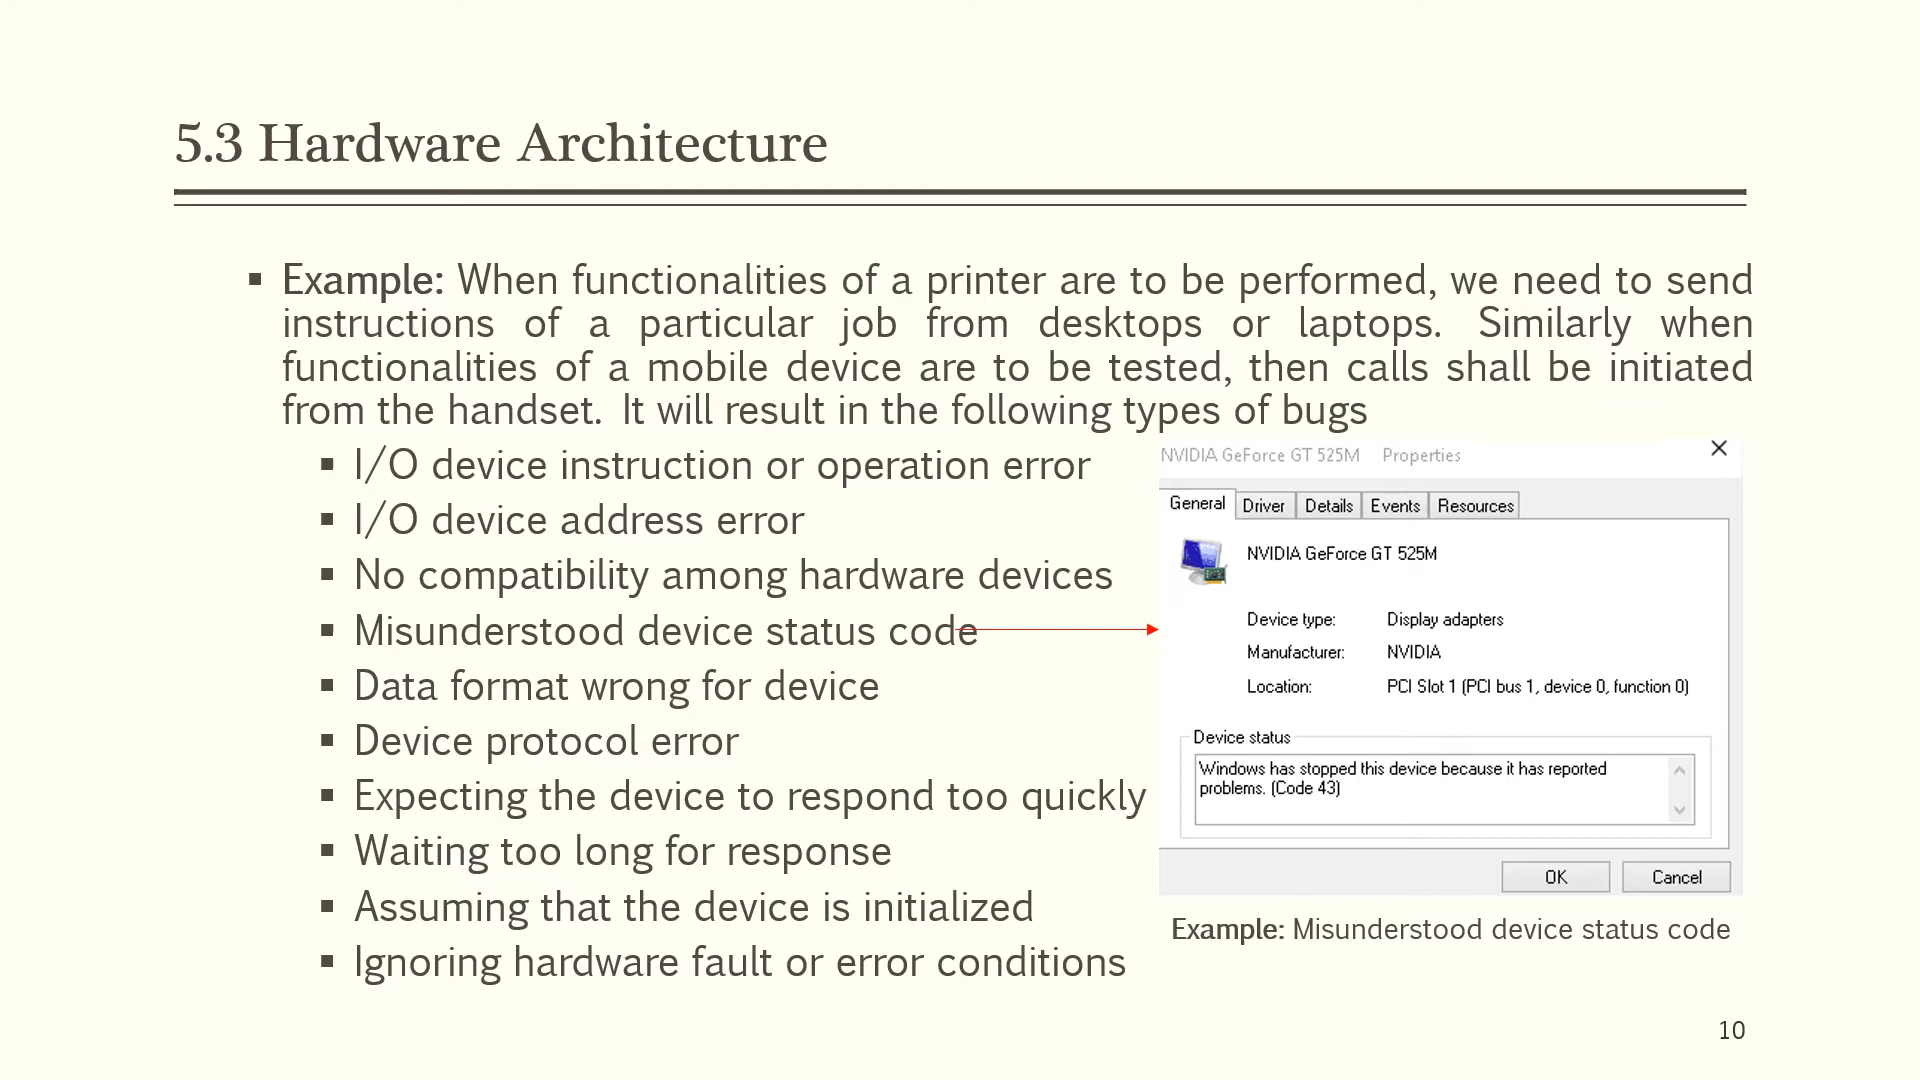 5.3 Hardware Architecture
▪ Example: When functionalities of a printer are to be performed, we need to send
instructions of a particular job from desktops or laptops. Similarly when
functionalities of a mobile device are to be tested, then calls shall be initiated
from the handset. It will result in the following types of bugs
▪ I/O device instruction or operation error
▪ I/O device address error
▪ No compatibility among hardware devices
▪ Misunderstood device status code
▪ Data format wrong for device
▪ Device protocol error
▪ Expecting the device to respond too quickly
▪ Waiting too long for response
▪ Assuming that the device is initialized
▪ Ignoring hardware fault or error conditions
NVIDIA GeForce GT 525M Properties
General Driver Details Events Resources
NVIDIA GeForce GT 525M
Device type: Display adapters
Manufacturer: NVIDIA
Location: PCI Slot 1 (PCI bus 1, device 0, function 0)
Device status
Windows has stopped this device because it has reported
problems. (Code 43)
OK Cancel
Example: Misunderstood device status code
10